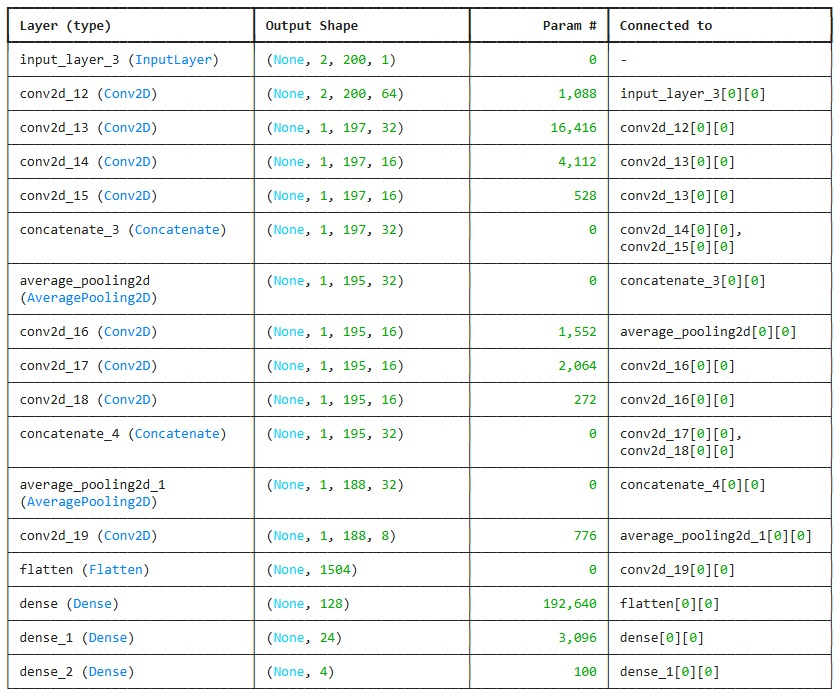 Layer (type) Output Shape Param # Connected to
input_layer_3 (InputLayer) (None, 2, 200, 1) 0 -
conv2d_12 (Conv2D) (None, 2, 200, 64) 1,088 input_layer_3[0][0]
conv2d_13 (Conv2D) (None, 1, 197, 32) 16,416 conv2d_12[0][0]
conv2d_14 (Conv2D) (None, 1, 197, 16) 4,112 conv2d_13[0][0]
conv2d_15 (Conv2D) (None, 1, 197, 16) 528 conv2d_13[0][0]
concatenate_3 (Concatenate) (None, 1, 197, 32) 0 conv2d_14[0][0],
conv2d_15[0][0]
average_pooling2d (None, 1, 195, 32) 0 concatenate_3[0][0]
(AveragePooling2D)
conv2d_16 (Conv2D) (None, 1, 195, 16) 1,552 average_pooling2d[0][0]
conv2d_17 (Conv2D) (None, 1, 195, 16) 2,064 conv2d_16[0][0]
conv2d_18 (Conv2D) (None, 1, 195, 16) 272 conv2d_16[0][0]
concatenate_4 (Concatenate) (None, 1, 195, 32) 0 conv2d_17[0][0],
conv2d_18[0][0]
average_pooling2d_1 (None, 1, 188, 32) 0 concatenate_4[0][0]
(AveragePooling2D)
conv2d_19 (Conv2D) (None, 1, 188, 8) 776 average_pooling2d_1[0][0]
flatten (Flatten) (None, 1504) 0 conv2d_19[0][0]
dense (Dense) (None, 128) 192,640 flatten[0][0]
dense_1 (Dense) (None, 24) 3,096 dense[0][0]
dense_2 (Dense) (None, 4) 100 dense_1[0][0]